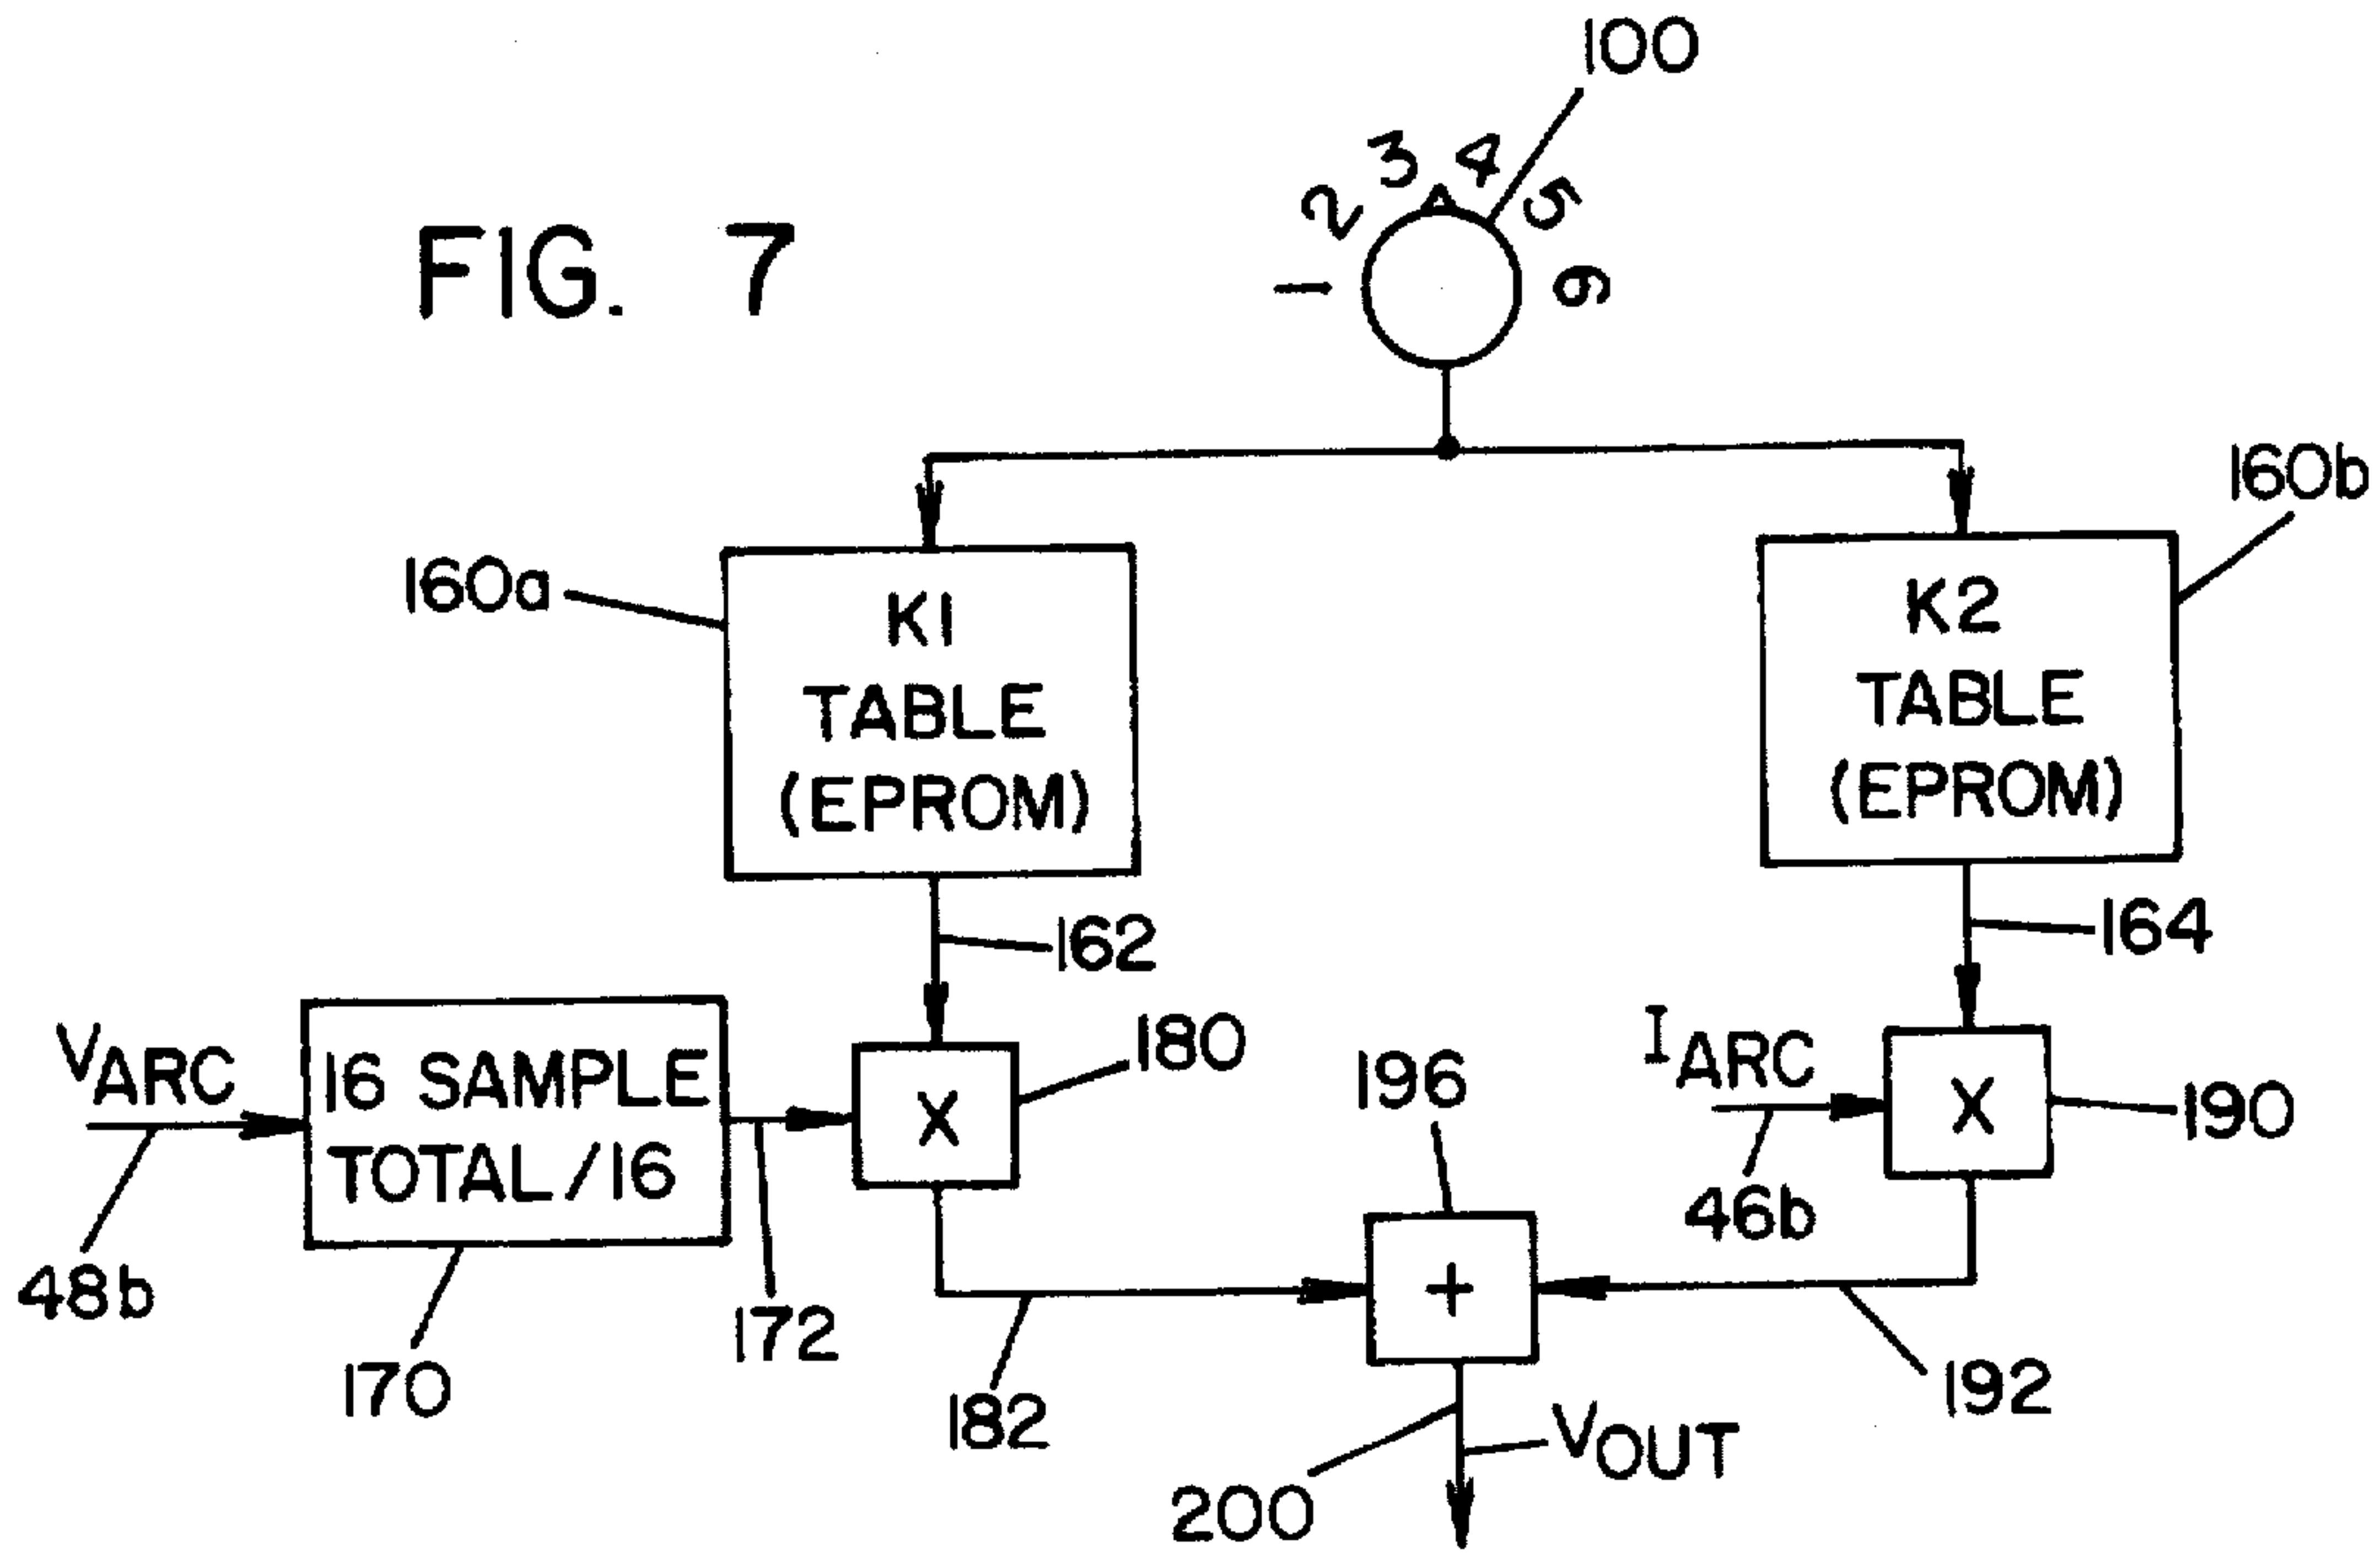 FIG. 7
100
1 2 3 4 5 6
160a
K1
TABLE
(EPROM)
160b
K2
TABLE
(EPROM)
162
164
VARC
48b
16 SAMPLE
TOTAL/16
170
172
X
180
182
196
+
IARC
46b
X
190
192
200
VOUT